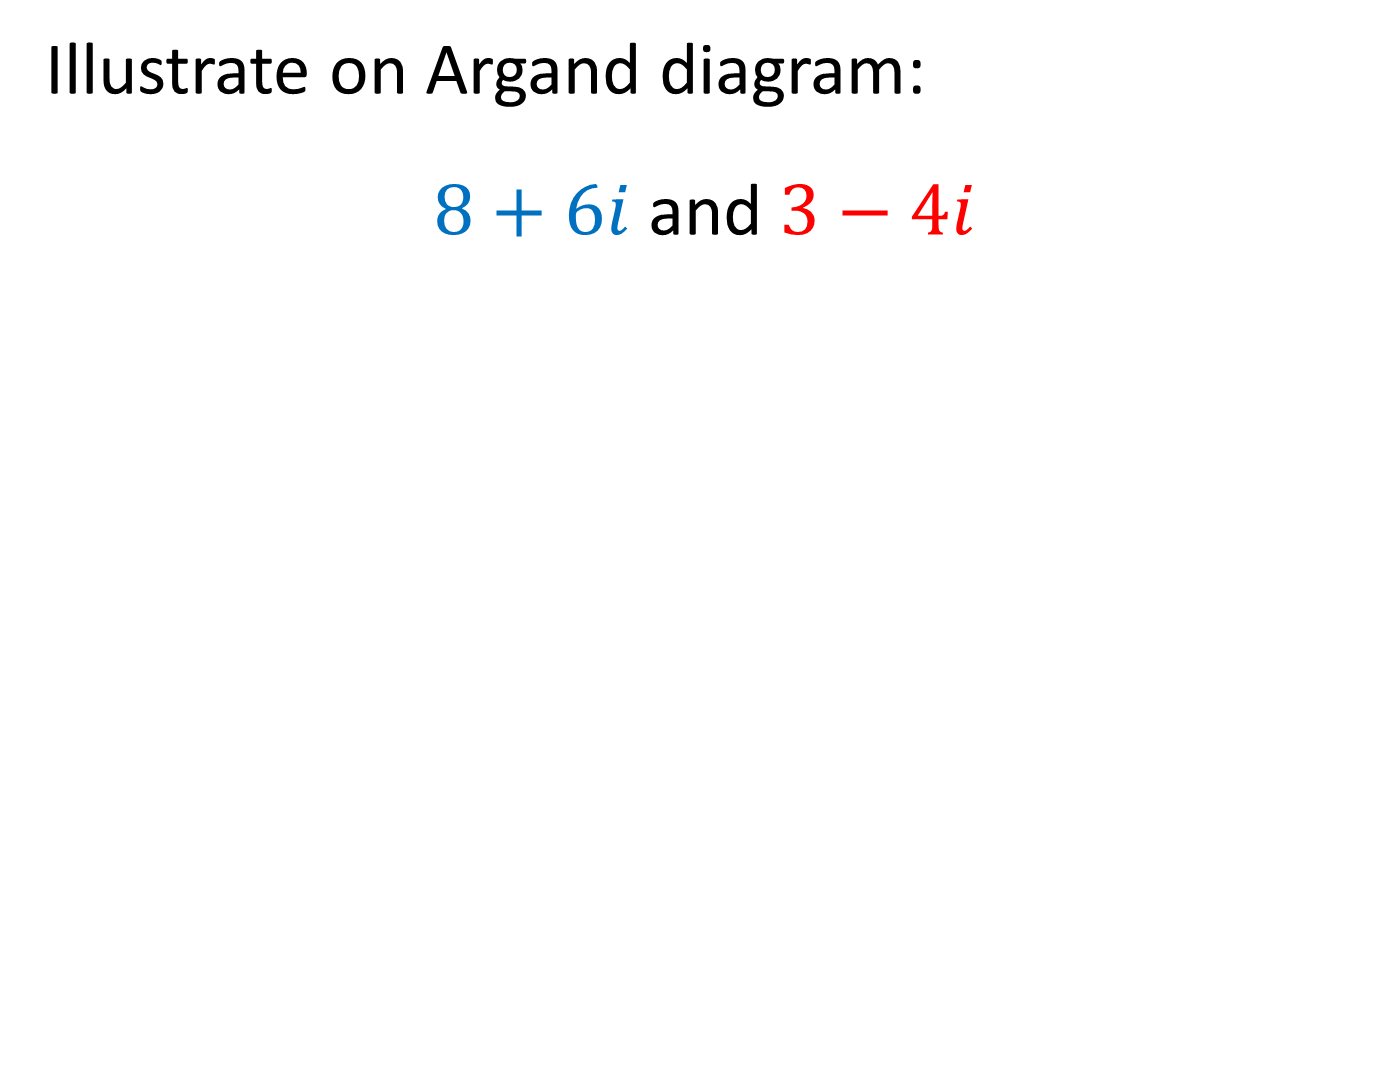 Illustrate on Argand diagram:
8 + 6i and 3 − 4i